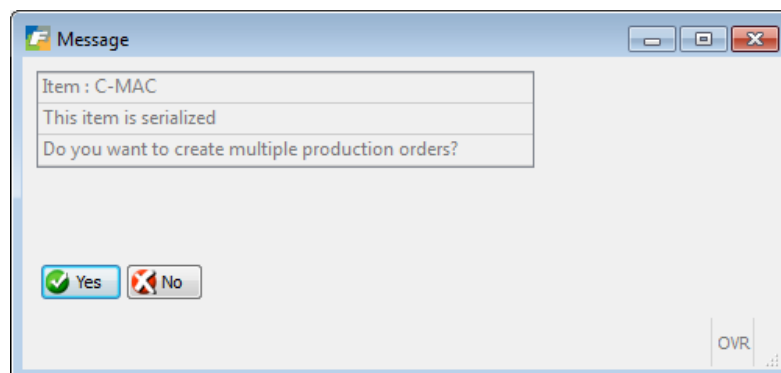 Message
Item : C-MAC
This item is serialized
Do you want to create multiple production orders?
Yes
No
OVR